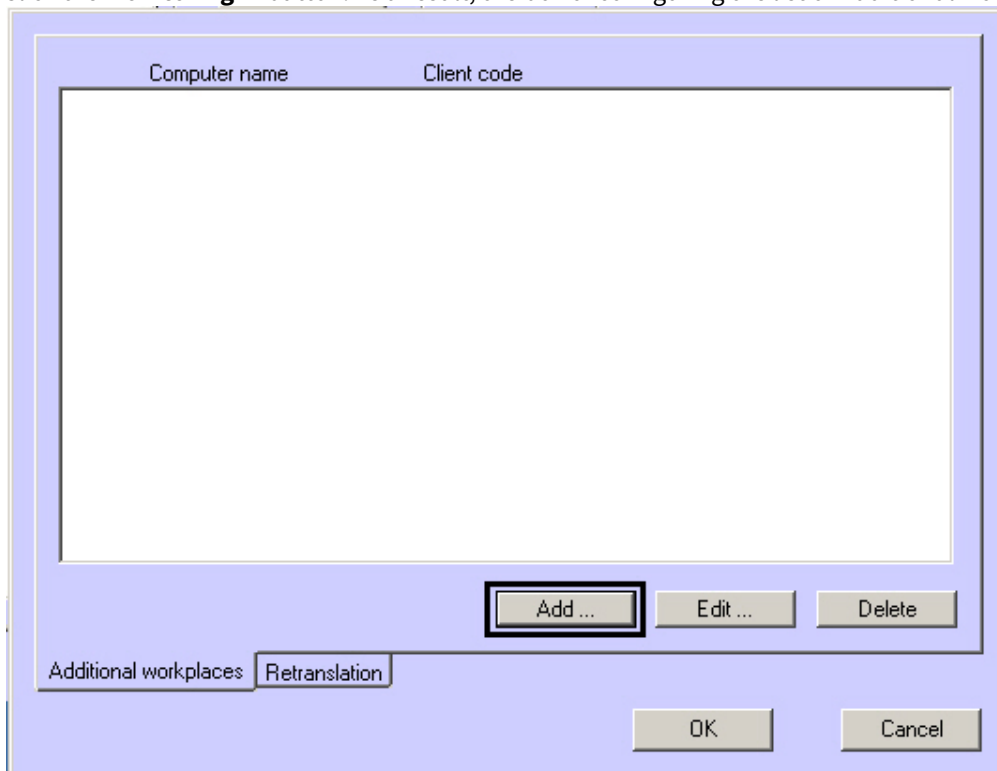 Computer name Client code
Add ... Edit ... Delete
Additional workplaces Retranslation
OK Cancel